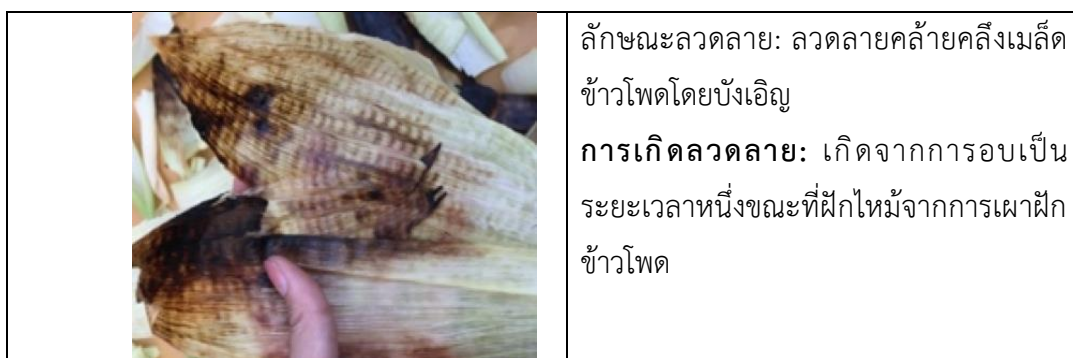 ลักษณะลวดลาย: ลวดลายคล้ายคลึงเมล็ด
ข้าวโพดโดยบังเอิญ
การเกิดลวดลาย: เกิดจากการอบเป็น
ระยะเวลาหนึ่งขณะที่ฝักไหม้จากการเผาฝัก
ข้าวโพด